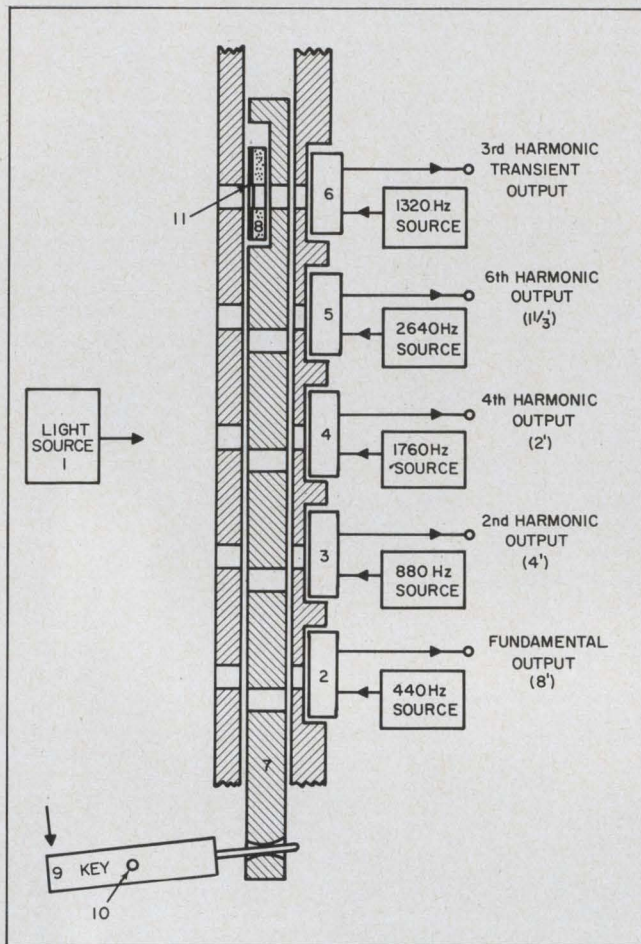 3rd HARMONIC
TRANSIENT
OUTPUT
11
8
6
1320 Hz
SOURCE
6th HARMONIC
OUTPUT
(1 1/3')
5
2640 Hz
SOURCE
LIGHT
SOURCE
1
4th HARMONIC
OUTPUT
(2')
4
1760 Hz
SOURCE
2nd HARMONIC
OUTPUT
(4')
3
880 Hz
SOURCE
FUNDAMENTAL
OUTPUT
(8')
2
440 Hz
SOURCE
7
9 KEY
10